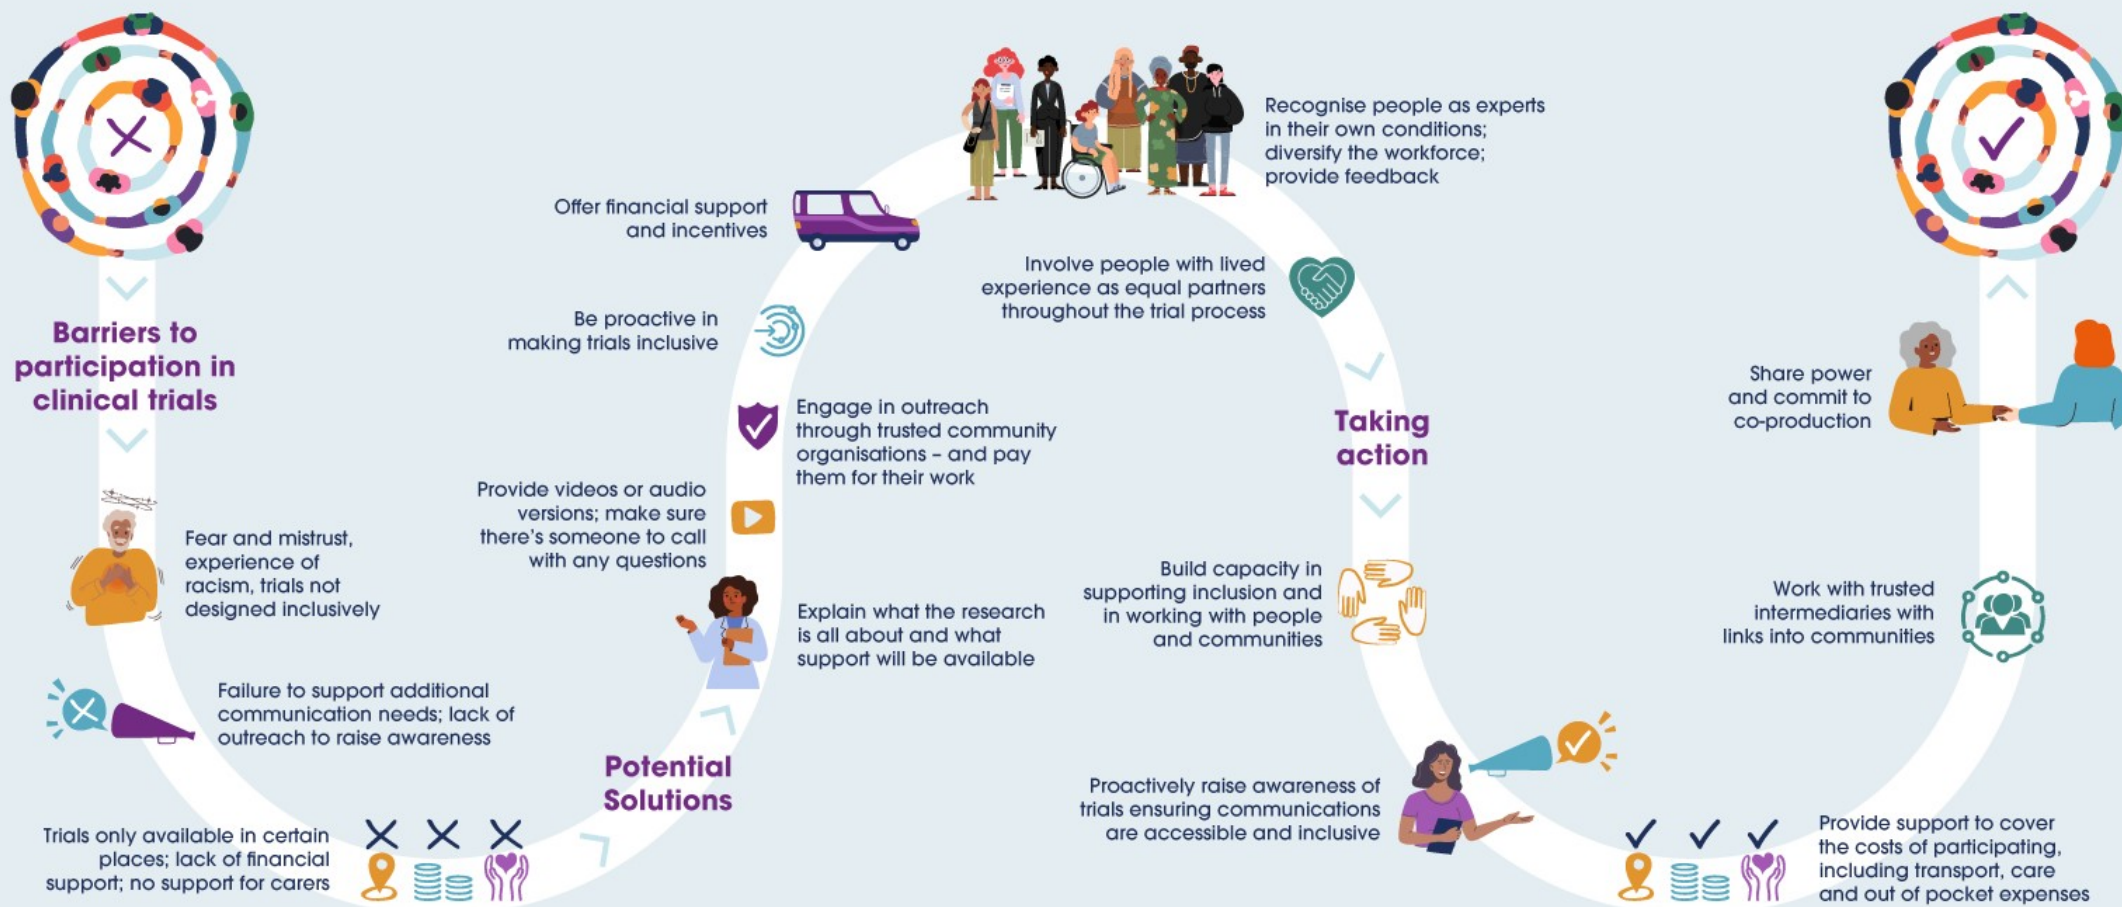 Barriers to
participation in
clinical trials
Fear and mistrust,
experience of
racism, trials not
designed inclusively
Failure to support additional
communication needs; lack of
outreach to raise awareness
Trials only available in certain
places; lack of financial
support; no support for carers
Potential
Solutions
Explain what the research
is all about and what
support will be available
Provide videos or audio
versions; make sure
there's someone to call
with any questions
Engage in outreach
through trusted community
organisations – and pay
them for their work
Be proactive in
making trials inclusive
Offer financial support
and incentives
Recognise people as experts
in their own conditions;
diversify the workforce;
provide feedback
Involve people with lived
experience as equal partners
throughout the trial process
Taking
action
Build capacity in
supporting inclusion and
in working with people
and communities
Proactively raise awareness of
trials ensuring communications
are accessible and inclusive
Provide support to cover
the costs of participating,
including transport, care
and out of pocket expenses
Work with trusted
intermediaries with
links into communities
Share power
and commit to
co-production